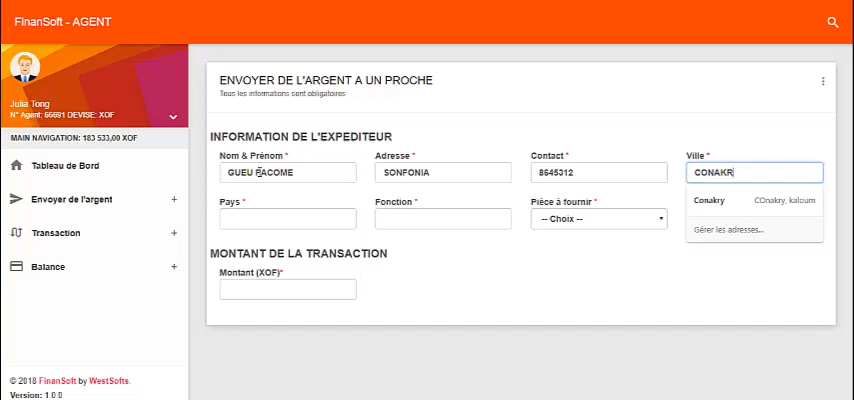 FinanSoft - AGENT
Julia Tong
N° Agent: 66691 DEVISE: XOF
MAIN NAVIGATION: 183 533,00 XOF
Tableau de Bord
Envoyer de l'argent +
Transaction +
Balance +
© 2018 FinanSoft by WestSofts.
Version: 1.0.0
ENVOYER DE L'ARGENT A UN PROCHE
Tous les informations sont obligatoires
INFORMATION DE L'EXPEDITEUR
Nom & Prénom * Adresse * Contact * Ville *
GUEU PACOME SONFONIA 8545312 CONAKR
Conakry COnakry, kaloum
Gérer les adresses...
Pays * Fonction * Pièce à fournir *
-- Choix --
MONTANT DE LA TRANSACTION
Montant (XOF)*